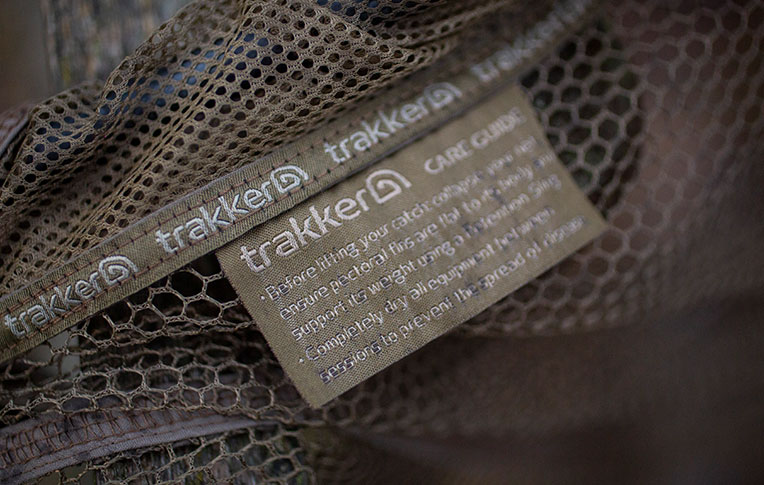 trakker trakker trakker trakker
trakker CARE GUIDE
• Before lifting your catch: collapse your net
ensure pectoral fins are flat to its body and
support its weight using a Retention Sling
• Completely dry all equipment between
sessions to prevent the spread of disease